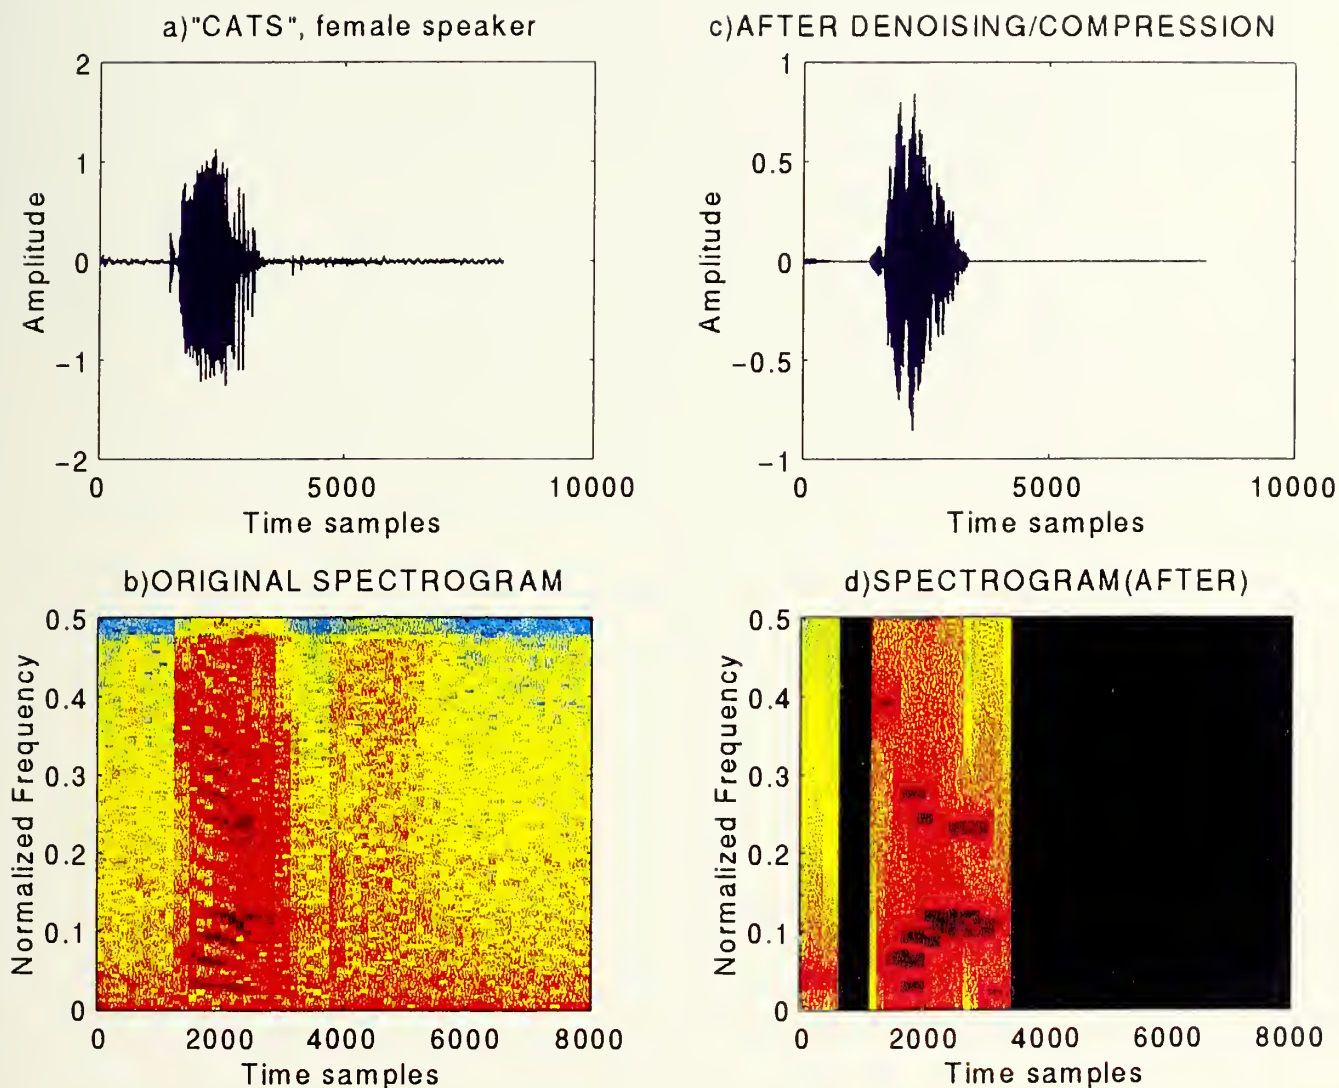 a)"CATS", female speaker
2
1
0
−1
−2
Amplitude
0 5000 10000
Time samples
c)AFTER DENOISING/COMPRESSION
1
0.5
0
−0.5
−1
Amplitude
0 5000 10000
Time samples
b)ORIGINAL SPECTROGRAM
0.5
0.4
0.3
0.2
0.1
0
Normalized Frequency
0 2000 4000 6000 8000
Time samples
d)SPECTROGRAM(AFTER)
0.5
0.4
0.3
0.2
0.1
0
Normalized Frequency
0 2000 4000 6000 8000
Time samples